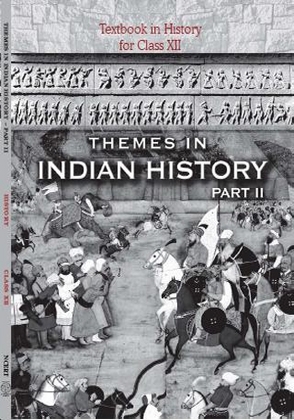 Textbook in History
for Class XII
THEMES IN
INDIAN HISTORY
PART II
THEMES IN INDIAN HISTORY - PART II
HISTORY
CLASS XII
NCERT